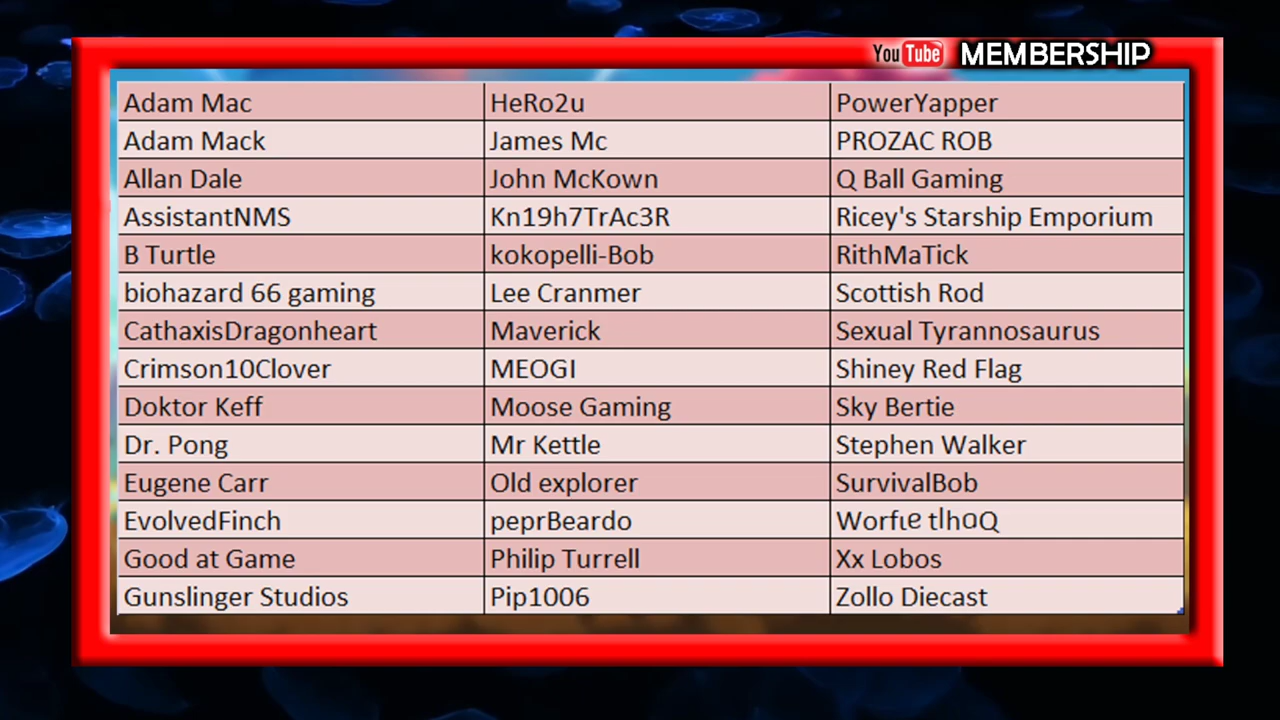 YouTube MEMBERSHIP
Adam Mac HeRo2u PowerYapper
Adam Mack James Mc PROZAC ROB
Allan Dale John McKown Q Ball Gaming
AssistantNMS Kn19h7TrAc3R Ricey's Starship Emporium
B Turtle kokopelli-Bob RithMaTick
biohazard 66 gaming Lee Cranmer Scottish Rod
CathaxisDragonheart Maverick Sexual Tyrannosaurus
Crimson10Clover MEOGI Shiney Red Flag
Doktor Keff Moose Gaming Sky Bertie
Dr. Pong Mr Kettle Stephen Walker
Eugene Carr Old explorer SurvivalBob
EvolvedFinch peprBeardo Worfɩҽ tlhɑQ
Good at Game Philip Turrell Xx Lobos
Gunslinger Studios Pip1006 Zollo Diecast